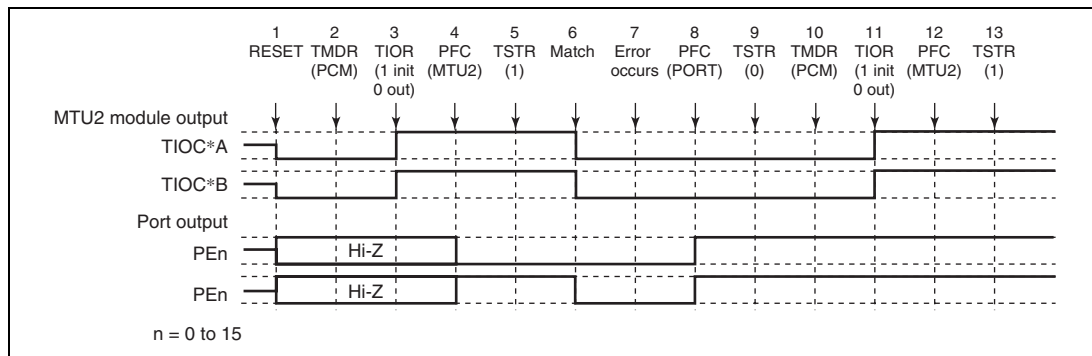 1 2 3 4 5 6 7 8 9 10 11 12 13
RESET TMDR TIOR PFC TSTR Match Error PFC TSTR TMDR TIOR PFC TSTR
(PCM) (1 init (MTU2) (1) occurs (PORT) (0) (PCM) (1 init (MTU2) (1)
0 out) 0 out)
MTU2 module output
TIOC*A
TIOC*B
Port output
PEn Hi-Z
PEn Hi-Z
n = 0 to 15